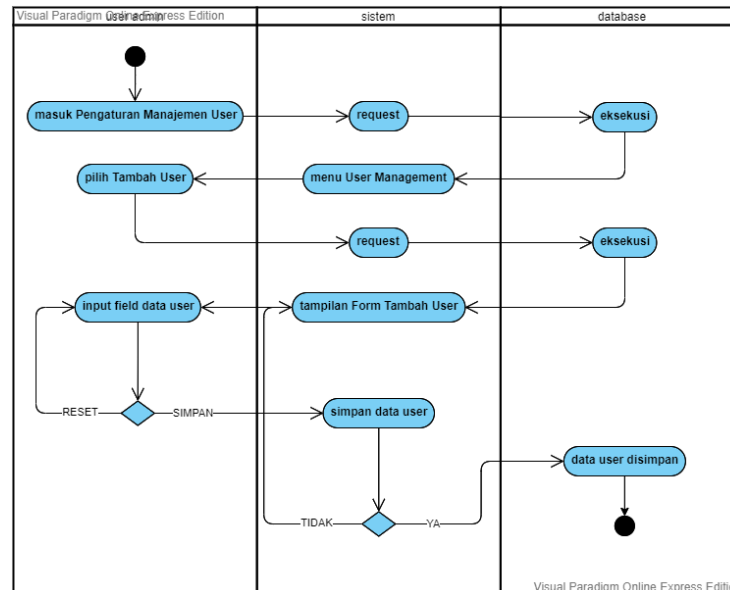 Visual Paradigm Online Express Edition
user admin
sistem
database
masuk Pengaturan Manajemen User
request
eksekusi
pilih Tambah User
menu User Management
request
eksekusi
input field data user
tampilan Form Tambah User
RESET
SIMPAN
simpan data user
data user disimpan
TIDAK
YA
Visual Paradigm Online Express Editio